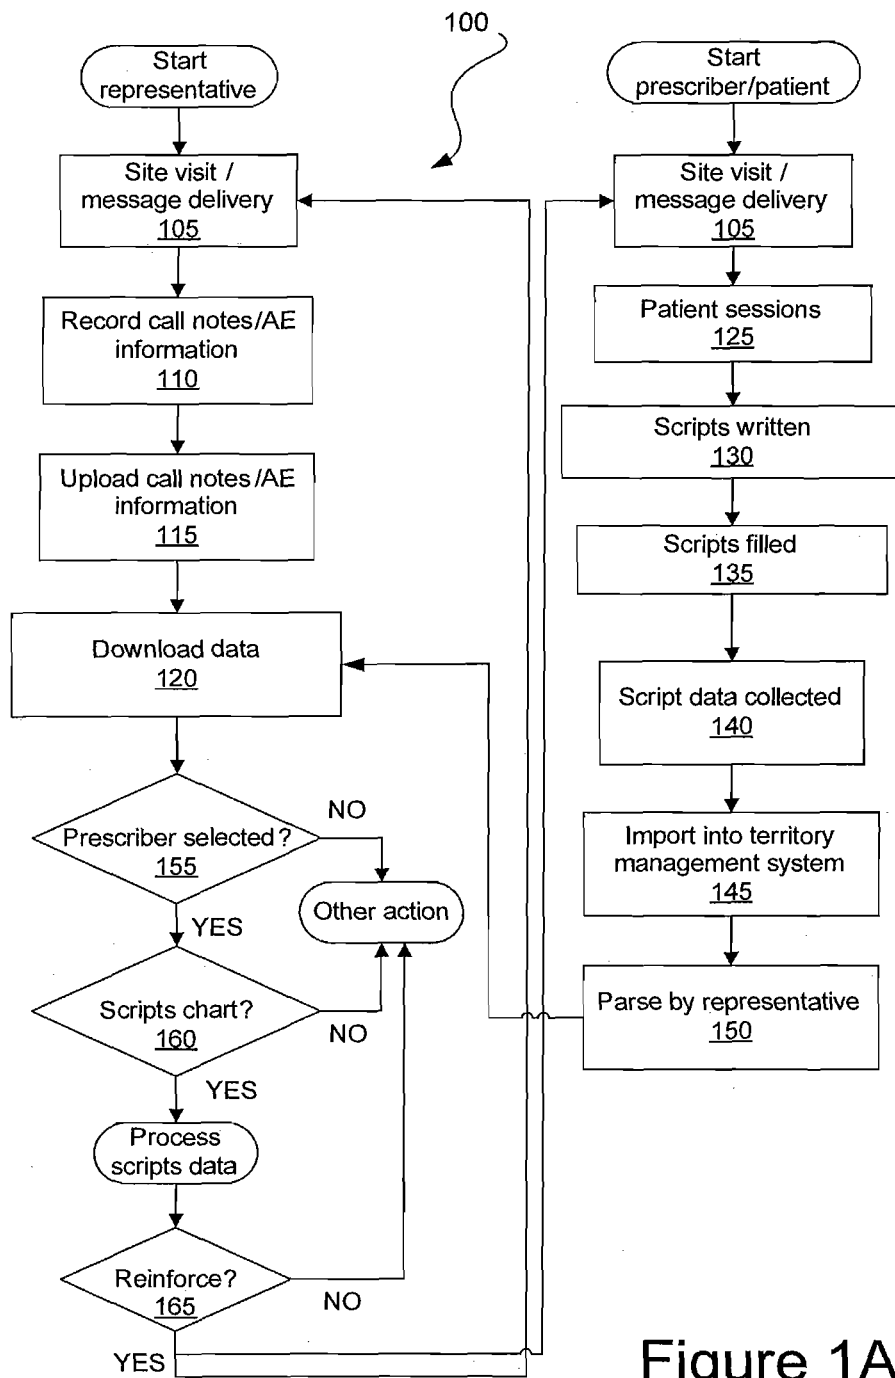 100
Start
representative
Site visit /
message delivery
105
Record call notes/AE
information
110
Upload call notes/AE
information
115
Download data
120
Prescriber selected?
155
NO
YES
Other action
Scripts chart?
160
NO
YES
Process
scripts data
Reinforce?
165
NO
YES
Start
prescriber/patient
Site visit /
message delivery
105
Patient sessions
125
Scripts written
130
Scripts filled
135
Script data collected
140
Import into territory
management system
145
Parse by representative
150
Figure 1A